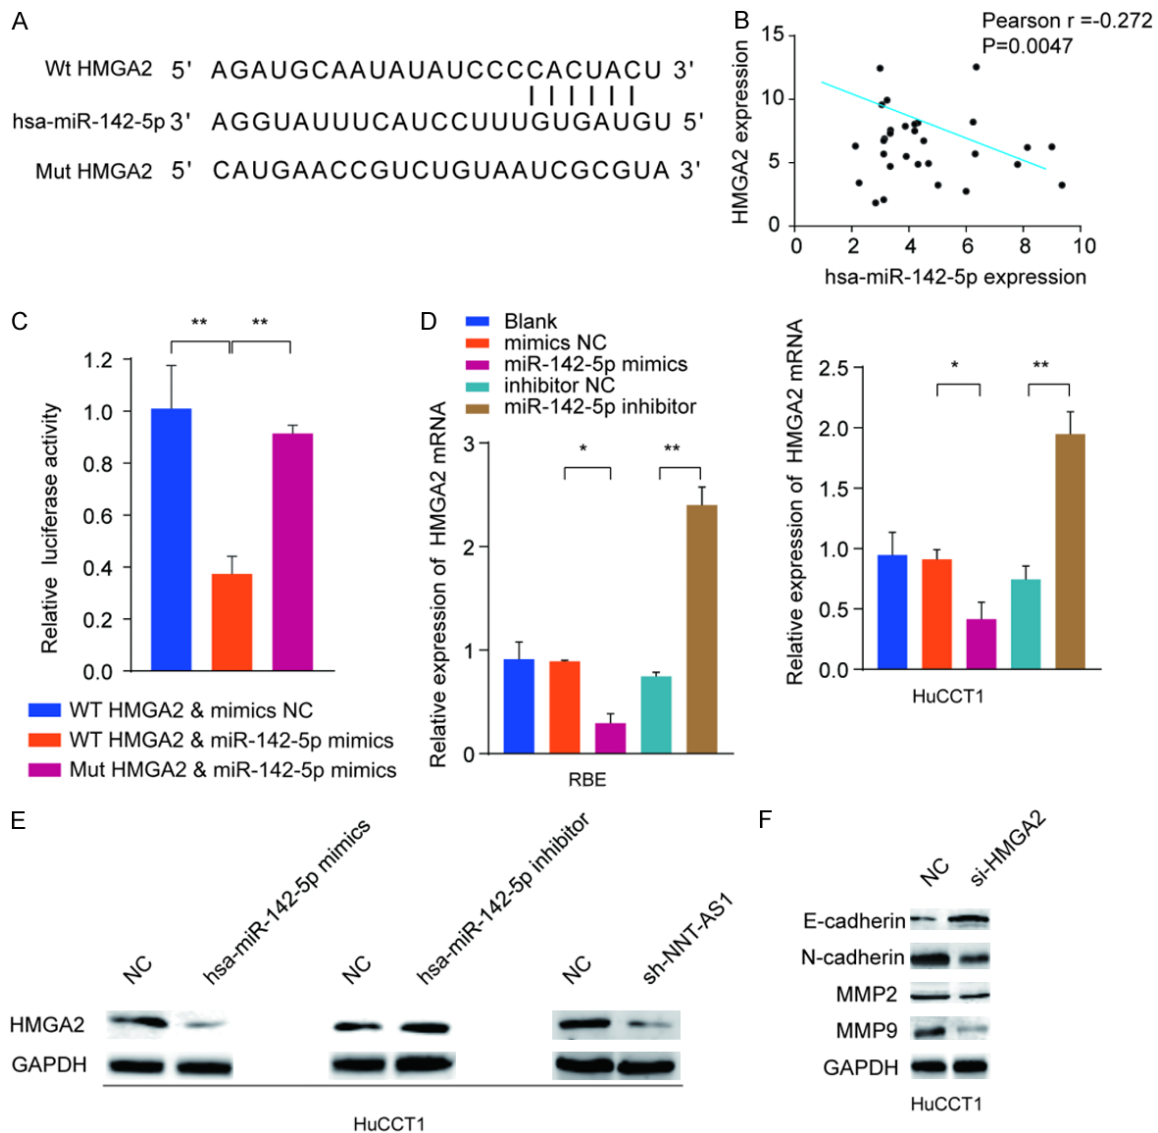 A
Wt HMGA2 5' AGAUGCAAUAUAUCCCCACUACU 3'
hsa-miR-142-5p 3' AGGUAUUUCAUCCUUUGUGAUGU 5'
Mut HMGA2 5' CAUGAACCGUCUGUAAUCGCGUA 3'
B
Pearson r =-0.272
P=0.0047
HMGA2 expression
15
10
5
0
0 2 4 6 8 10
hsa-miR-142-5p expression
C
** **
Relative luciferase activity
1.2
1.0
0.8
0.6
0.4
0.2
0.0
WT HMGA2 & mimics NC
WT HMGA2 & miR-142-5p mimics
Mut HMGA2 & miR-142-5p mimics
D
Blank
mimics NC
miR-142-5p mimics
inhibitor NC
miR-142-5p inhibitor
Relative expression of HMGA2 mRNA
3
2
1
0
* **
RBE
Relative expression of HMGA2 mRNA
2.5
2.0
1.5
1.0
0.5
0.0
* **
HuCCT1
E
NC
hsa-miR-142-5p mimics
NC
hsa-miR-142-5p inhibitor
NC
sh-NNT-AS1
HMGA2
GAPDH
HuCCT1
F
NC
si-HMGA2
E-cadherin
N-cadherin
MMP2
MMP9
GAPDH
HuCCT1